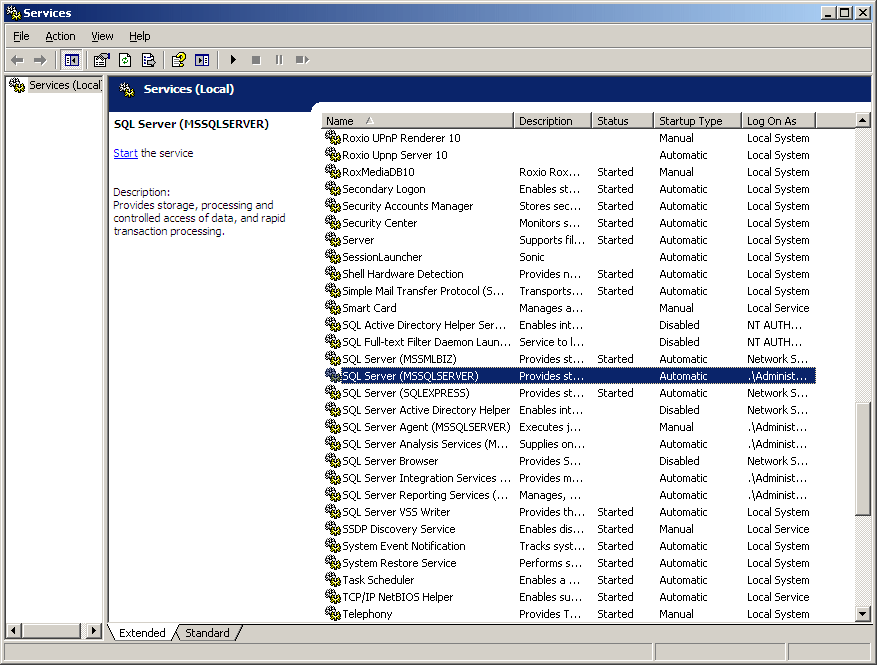 Services
File Action View Help
Services (Local
Services (Local)
SQL Server (MSSQLSERVER)
Start the service
Description:
Provides storage, processing and
controlled access of data, and rapid
transaction processing.
Name Description Status Startup Type Log On As
Roxio UPnP Renderer 10 Manual Local System
Roxio Upnp Server 10 Automatic Local System
RoxMediaDB10 Roxio Rox... Started Manual Local System
Secondary Logon Enables st... Started Automatic Local System
Security Accounts Manager Stores sec... Started Automatic Local System
Security Center Monitors s... Started Automatic Local System
Server Supports fil... Started Automatic Local System
SessionLauncher Sonic Automatic Local System
Shell Hardware Detection Provides n... Started Automatic Local System
Simple Mail Transfer Protocol (S... Transports... Started Automatic Local System
Smart Card Manages a... Manual Local Service
SQL Active Directory Helper Ser... Enables int... Disabled NT AUTH...
SQL Full-text Filter Daemon Laun... Service to l... Disabled NT AUTH...
SQL Server (MSSMLBIZ) Provides st... Started Automatic Network S...
SQL Server (MSSQLSERVER) Provides st... Automatic .\Administ...
SQL Server (SQLEXPRESS) Provides st... Started Automatic Network S...
SQL Server Active Directory Helper Enables int... Disabled Network S...
SQL Server Agent (MSSQLSERVER) Executes j... Manual .\Administ...
SQL Server Analysis Services (M... Supplies on... Automatic .\Administ...
SQL Server Browser Provides S... Disabled Network S...
SQL Server Integration Services ... Provides m... Automatic .\Administ...
SQL Server Reporting Services (... Manages, ... Automatic .\Administ...
SQL Server VSS Writer Provides th... Started Automatic Local System
SSDP Discovery Service Enables dis... Started Manual Local Service
System Event Notification Tracks syst... Started Automatic Local System
System Restore Service Performs s... Started Automatic Local System
Task Scheduler Enables a ... Started Automatic Local System
TCP/IP NetBIOS Helper Enables su... Started Automatic Local Service
Telephony Provides T... Started Manual Local System
Extended Standard